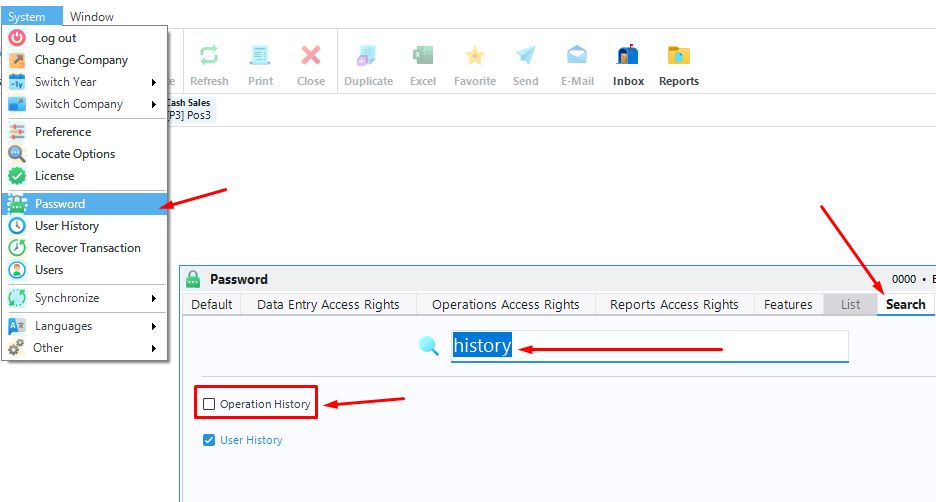 System
Window
Log out
Change Company
Switch Year
Switch Company
Preference
Locate Options
License
Password
User History
Recover Transaction
Users
Synchronize
Languages
Other
Refresh
Print
Close
Duplicate
Excel
Favorite
Send
E-Mail
Inbox
Reports
Cash Sales
[P3] Pos3
Password
0000 •
Default
Data Entry Access Rights
Operations Access Rights
Reports Access Rights
Features
List
Search
history
Operation History
User History